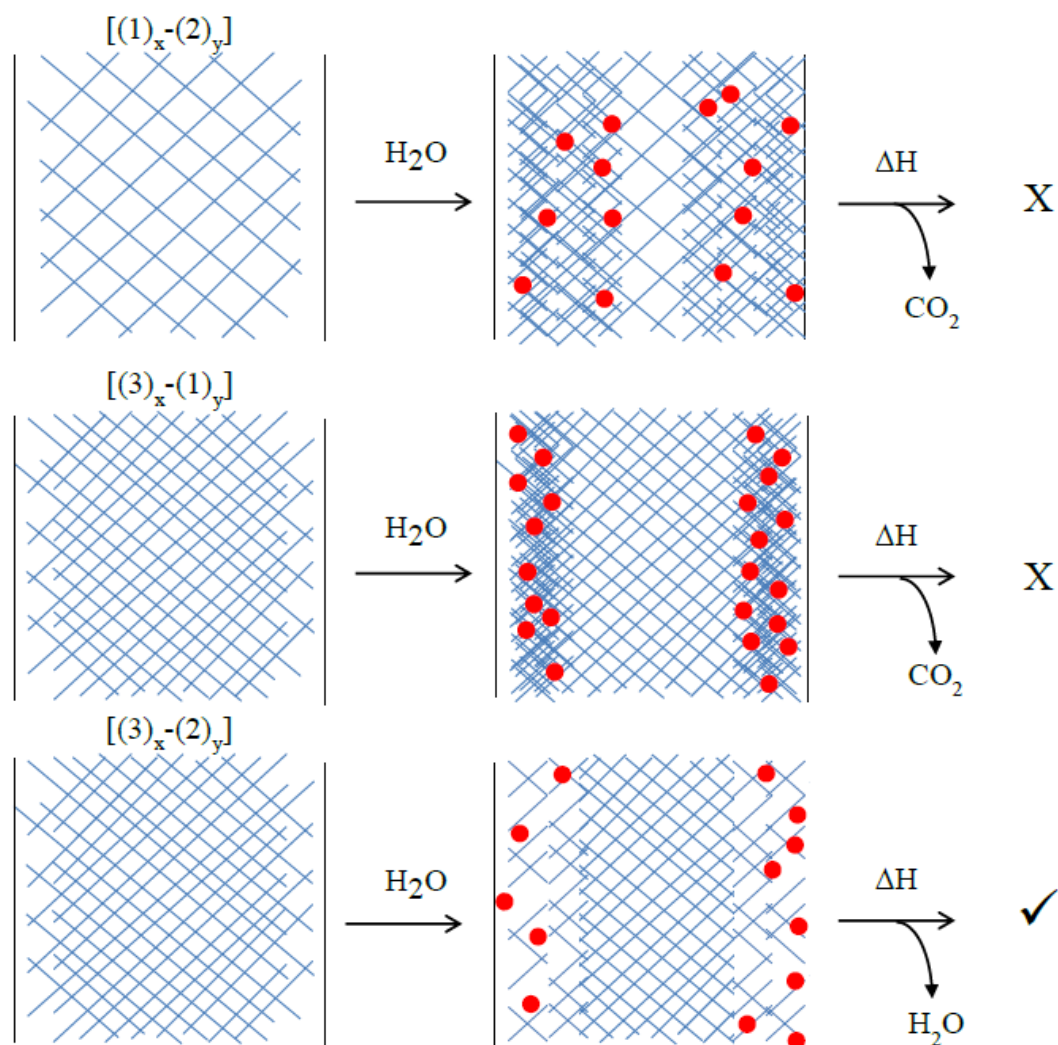 [(1)ₓ-(2)ᵧ]
H₂O
ΔH
X
CO₂
[(3)ₓ-(1)ᵧ]
H₂O
ΔH
X
CO₂
[(3)ₓ-(2)ᵧ]
H₂O
ΔH
✓
H₂O